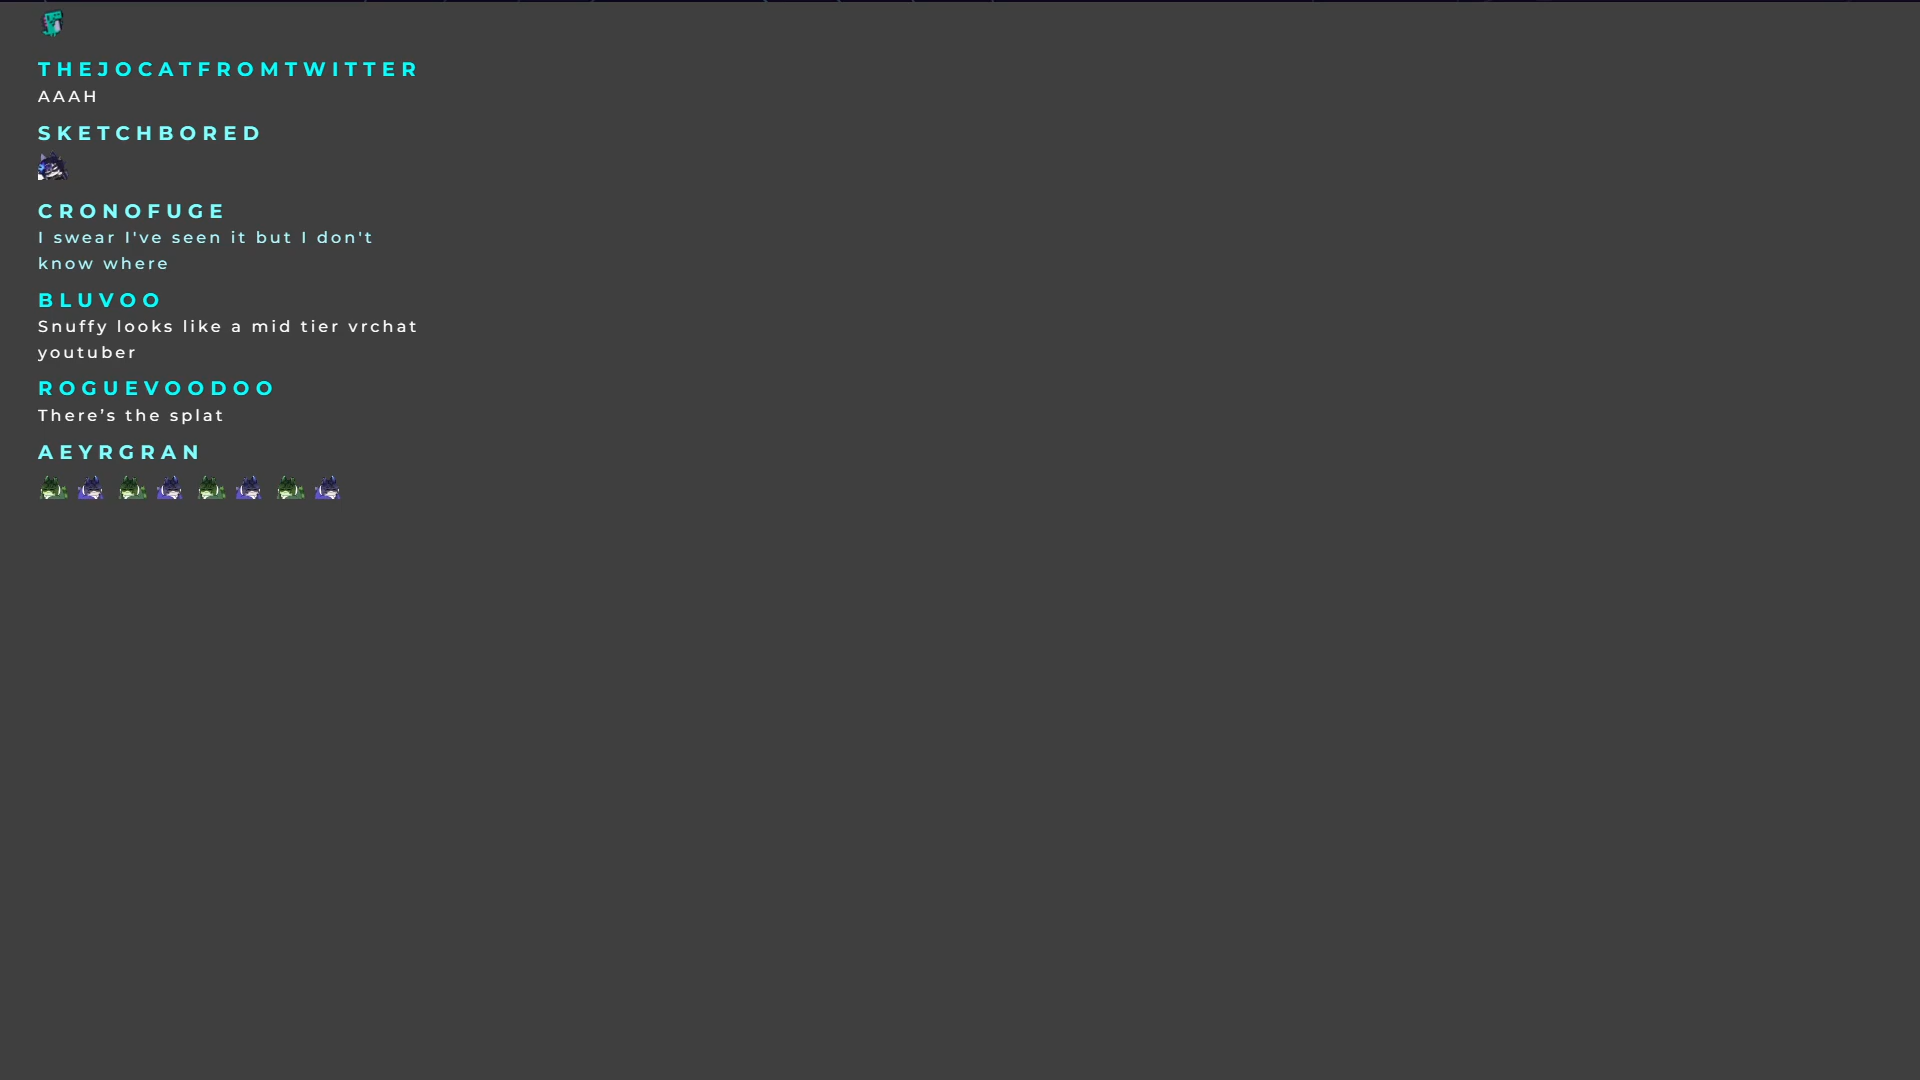 THEJOCATFROMTWITTER
AAAH
SKETCHBORED
CRONOFUGE
I swear I've seen it but I don't
know where
BLUVOO
Snuffy looks like a mid tier vrchat
youtuber
ROGUEVOODOO
There’s the splat
AEYRGRAN